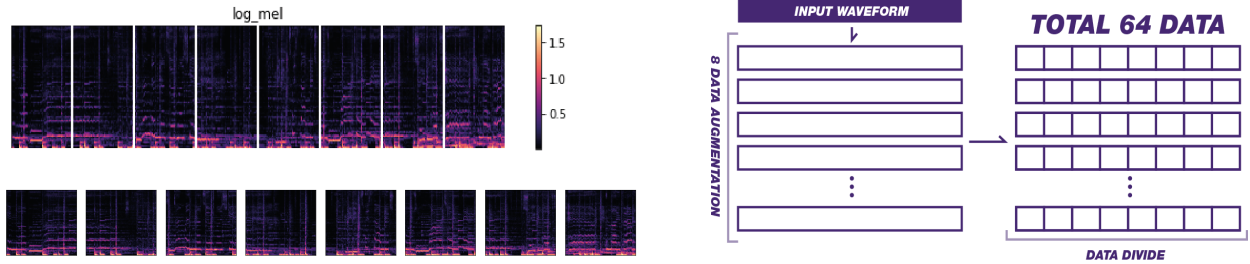 log_mel
1.5
1.0
0.5
INPUT WAVEFORM
8 DATA AUGMENTATION
TOTAL 64 DATA
DATA DIVIDE